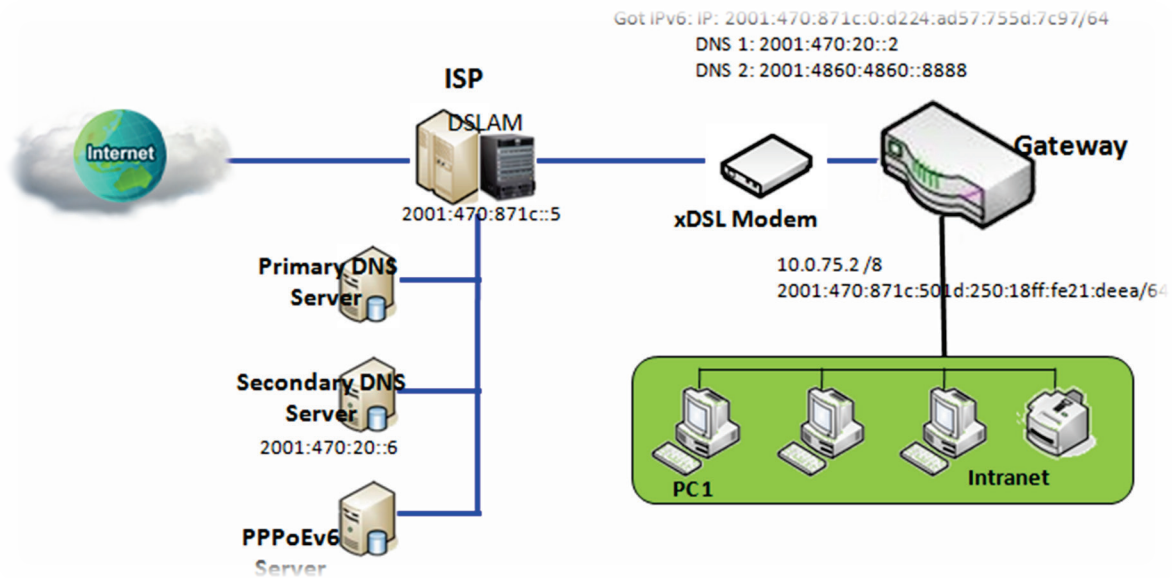 Got IPv6: IP: 2001:470:871c:0:d224:ad57:755d:7c97/64
DNS 1: 2001:470:20::2
DNS 2: 2001:4860:4860::8888
ISP
DSLAM
Internet
Gateway
2001:470:871c::5
xDSL Modem
Primary DNS
Server
10.0.75.2 /8
2001:470:871c:501d:250:18ff:fe21:deea/64
Secondary DNS
Server
2001:470:20::6
PC1
Intranet
PPPoEv6
Server